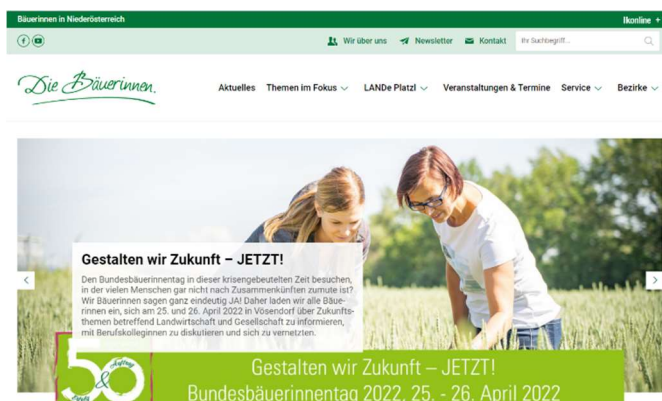 Bäuerinnen in Niederösterreich
lkonline +
Wir über uns Newsletter Kontakt Ihr Suchbegriff...
Die Bäuerinnen.
Aktuelles Themen im Fokus LANDe Platzl Veranstaltungen & Termine Service Bezirke
Gestalten wir Zukunft – JETZT!
Den Bundesbäuerinnentag in dieser krisengebeutelten Zeit besuchen,
in der vielen Menschen gar nicht nach Zusammenkünften zumute ist?
Wir Bäuerinnen sagen ganz eindeutig JA! Daher laden wir alle Bäue-
rinnen ein, sich am 25. und 26. April 2022 in Vösendorf über Zukunfts-
themen betreffend Landwirtschaft und Gesellschaft zu informieren,
mit Berufskolleginnen zu diskutieren und sich zu vernetzten.
50 &
Gestalten wir Zukunft – JETZT!
Bundesbäuerinnentag 2022, 25. - 26. April 2022